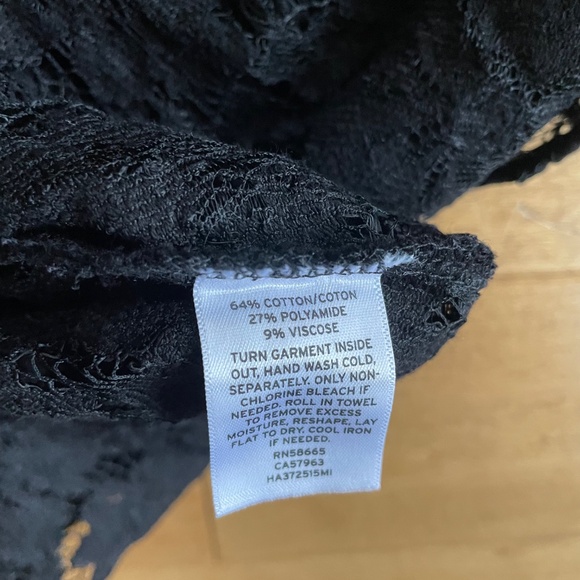 64% COTTON/COTON
27% POLYAMIDE
9% VISCOSE
TURN GARMENT INSIDE
OUT, HAND WASH COLD,
SEPARATELY. ONLY NON-
CHLORINE BLEACH IF
NEEDED. ROLL IN TOWEL
TO REMOVE EXCESS
MOISTURE, RESHAPE, LAY
FLAT TO DRY. COOL IRON
IF NEEDED.
RN58665
CA57963
HA372515MI